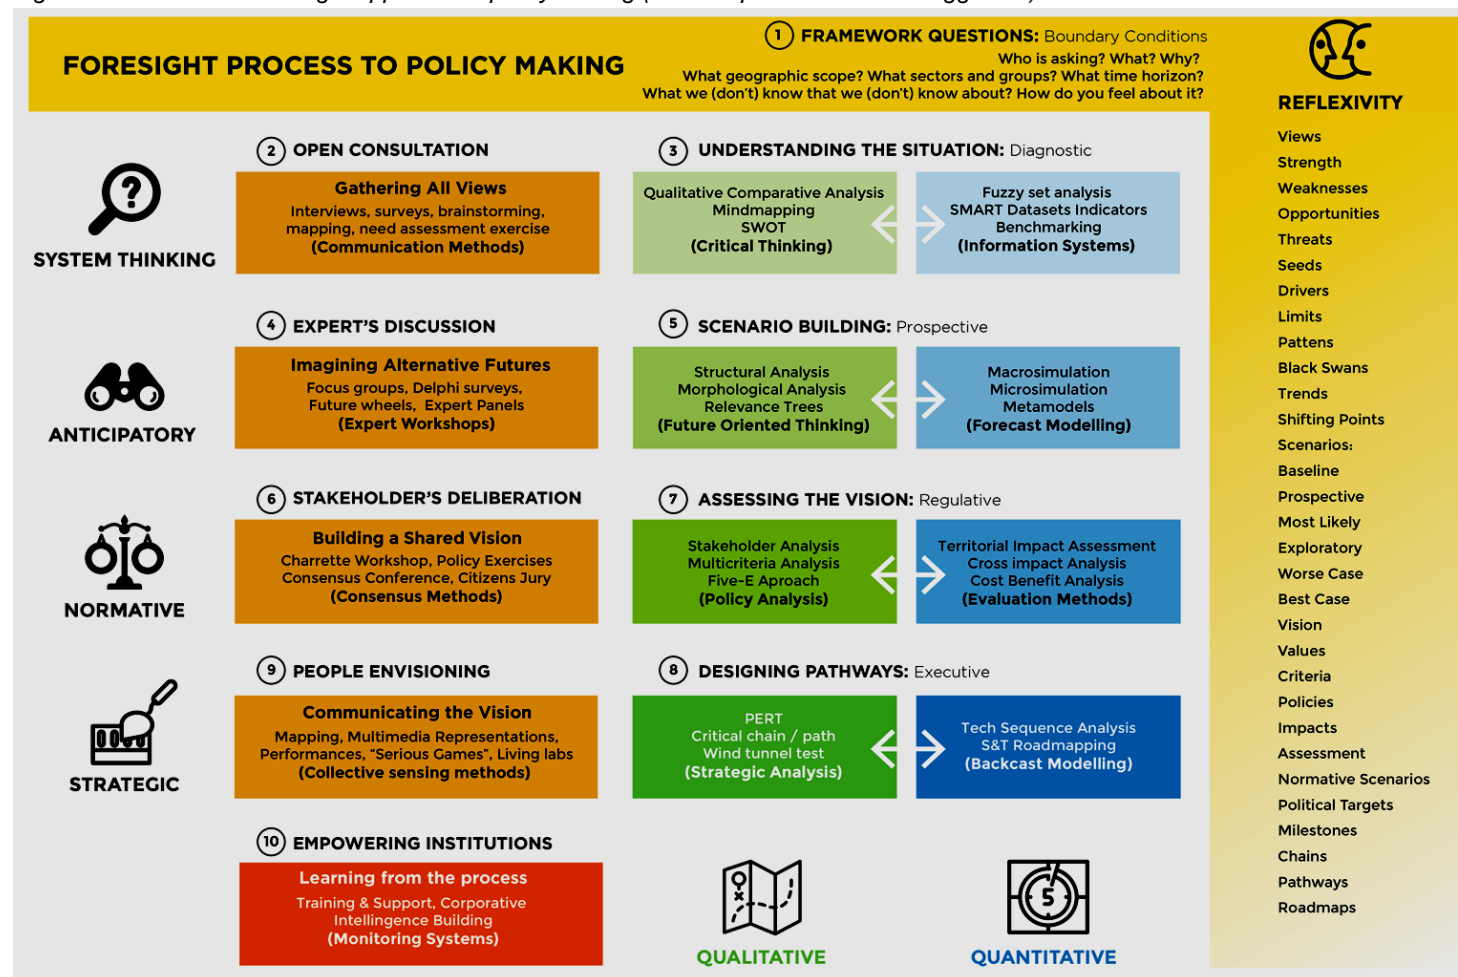 FORESIGHT PROCESS TO POLICY MAKING
1 FRAMEWORK QUESTIONS: Boundary Conditions
Who is asking? What? Why?
What geographic scope? What sectors and groups? What time horizon?
What we (don't) know that we (don't) know about? How do you feel about it?
SYSTEM THINKING
2 OPEN CONSULTATION
Gathering All Views
Interviews, surveys, brainstorming,
mapping, need assessment exercise
(Communication Methods)
3 UNDERSTANDING THE SITUATION: Diagnostic
Qualitative Comparative Analysis
Mindmapping
SWOT
(Critical Thinking)
Fuzzy set analysis
SMART Datasets Indicators
Benchmarking
(Information Systems)
ANTICIPATORY
4 EXPERT'S DISCUSSION
Imagining Alternative Futures
Focus groups, Delphi surveys,
Future wheels, Expert Panels
(Expert Workshops)
5 SCENARIO BUILDING: Prospective
Structural Analysis
Morphological Analysis
Relevance Trees
(Future Oriented Thinking)
Macrosimulation
Microsimulation
Metamodels
(Forecast Modelling)
NORMATIVE
6 STAKEHOLDER'S DELIBERATION
Building a Shared Vision
Charrette Workshop, Policy Exercises
Consensus Conference, Citizens Jury
(Consensus Methods)
7 ASSESSING THE VISION: Regulative
Stakeholder Analysis
Multicriteria Analysis
Five-E Aproach
(Policy Analysis)
Territorial Impact Assessment
Cross impact Analysis
Cost Benefit Analysis
(Evaluation Methods)
STRATEGIC
9 PEOPLE ENVISIONING
Communicating the Vision
Mapping, Multimedia Representations,
Performances, "Serious Games", Living labs
(Collective sensing methods)
8 DESIGNING PATHWAYS: Executive
PERT
Critical chain / path
Wind tunnel test
(Strategic Analysis)
Tech Sequence Analysis
S&T Roadmapping
(Backcast Modelling)
10 EMPOWERING INSTITUTIONS
Learning from the process
Training & Support, Corporative
Intellingence Building
(Monitoring Systems)
QUALITATIVE
5
QUANTITATIVE
REFLEXIVITY
Views
Strength
Weaknesses
Opportunities
Threats
Seeds
Drivers
Limits
Pattens
Black Swans
Trends
Shifting Points
Scenarios:
Baseline
Prospective
Most Likely
Exploratory
Worse Case
Best Case
Vision
Values
Criteria
Policies
Impacts
Assessment
Normative Scenarios
Political Targets
Milestones
Chains
Pathways
Roadmaps